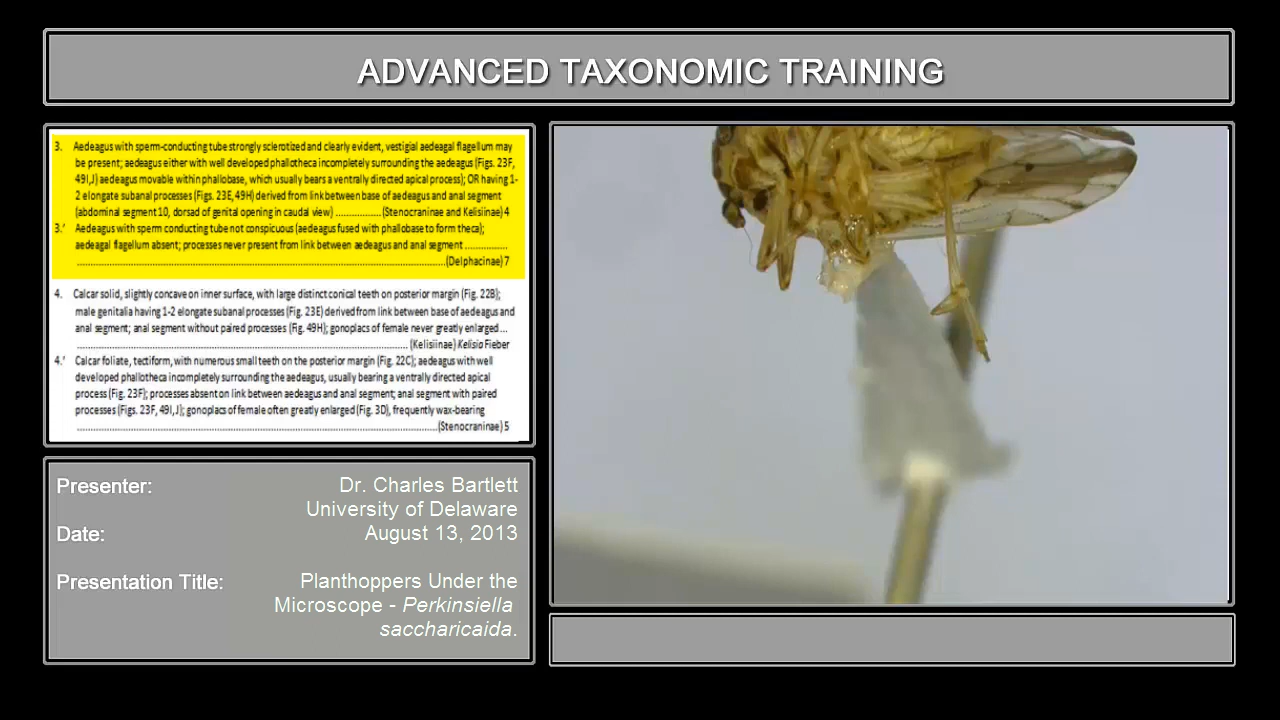 ADVANCED TAXONOMIC TRAINING
3. Aedeagus with sperm-conducting tube strongly sclerotized and clearly evident, vestigial aedeagal flagellum may
be present; aedeagus either with well developed phallotheca incompletely surrounding the aedeagus (Figs. 23F,
49I,J) aedeagus movable within phallobase, which usually bears a ventrally directed apical process); OR having 1-
2 elongate subanal processes (Figs. 23E, 49H) derived from link between base of aedeagus and anal segment
(abdominal segment 10, dorsad of genital opening in caudal view) .................(Stenocraninae and Kelisiinae) 4
3.' Aedeagus with sperm conducting tube not conspicuous (aedeagus fused with phallobase to form theca);
aedeagal flagellum absent; processes never present from link between aedeagus and anal segment ................
..........................................................................................................................................(Delphacinae) 7
4. Calcar solid, slightly concave on inner surface, with large distinct conical teeth on posterior margin (Fig. 22B);
male genitalia having 1-2 elongate subanal processes (Fig. 23E) derived from link between base of aedeagus and
anal segment; anal segment without paired processes (Fig. 49H); gonoplacs of female never greatly enlarged...
.............................................................................................................................. (Kelisiinae) Kelisia Fieber
4.' Calcar foliate, tectiform, with numerous small teeth on the posterior margin (Fig. 22C); aedeagus with well
developed phallotheca incompletely surrounding the aedeagus, usually bearing a ventrally directed apical
process (Fig. 23F); processes absent on link between aedeagus and anal segment; anal segment with paired
processes (Figs. 23F, 49I,J); gonoplacs of female often greatly enlarged (Fig. 3D), frequently wax-bearing
.......................................................................................................................................(Stenocraninae) 5
Presenter: Dr. Charles Bartlett
University of Delaware
Date: August 13, 2013
Presentation Title: Planthoppers Under the
Microscope - Perkinsiella
saccharicaida.